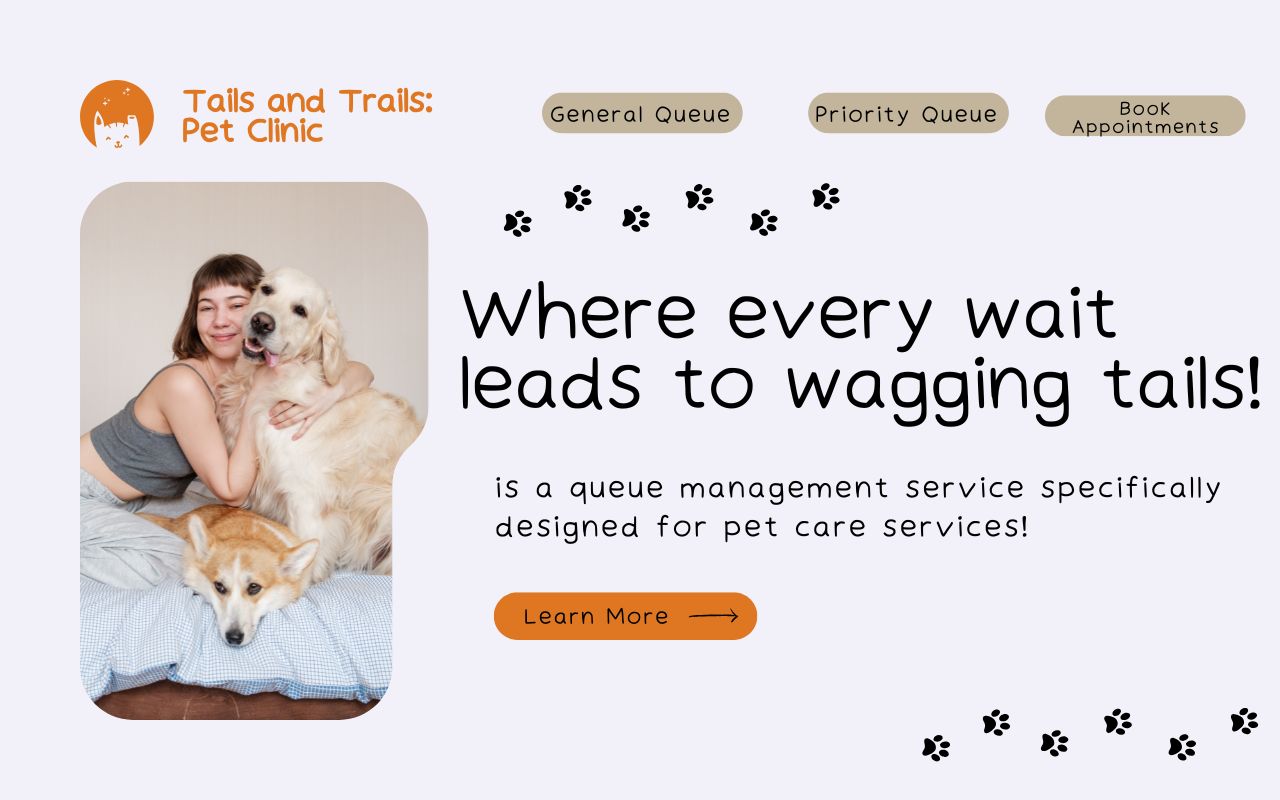 Tails and Trails:
Pet Clinic
General Queue
Priority Queue
Book
Appointments
Where every wait
leads to wagging tails!
is a queue management service specifically
designed for pet care services!
Learn More